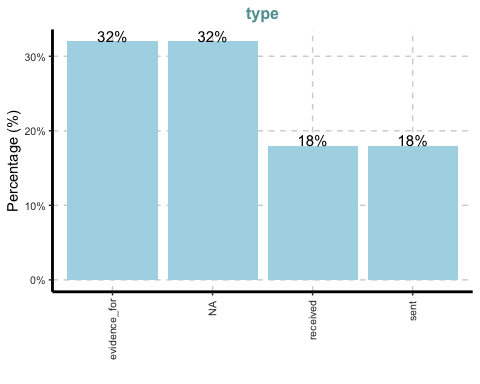 type
Percentage (%)
30%
20%
10%
0%
32%
32%
18%
18%
evidence_for
NA
received
sent